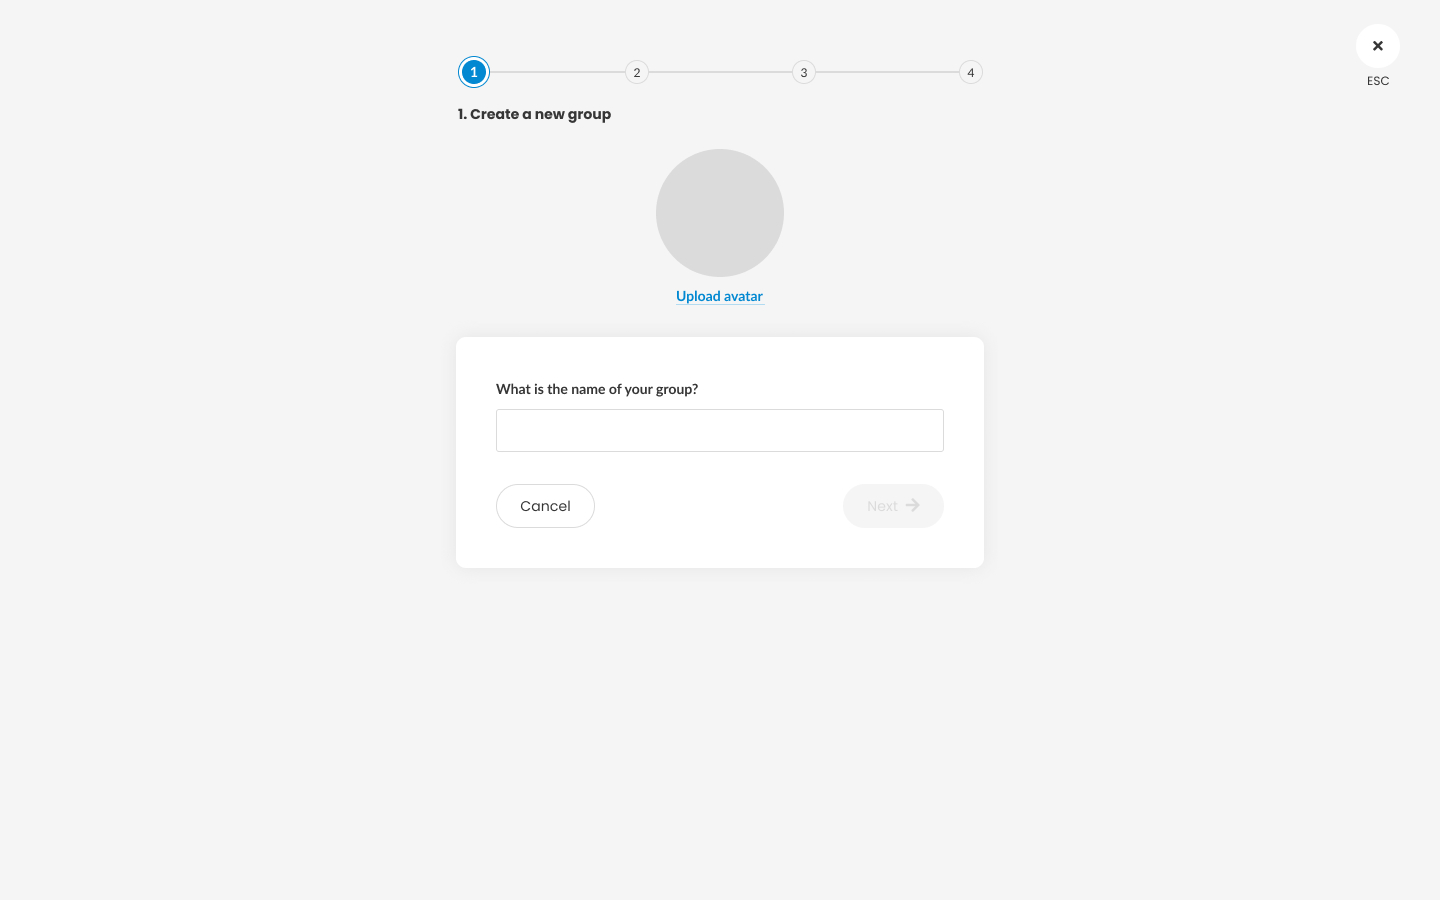 ESC
1 2 3 4
1. Create a new group
Upload avatar
What is the name of your group?
Cancel
Next